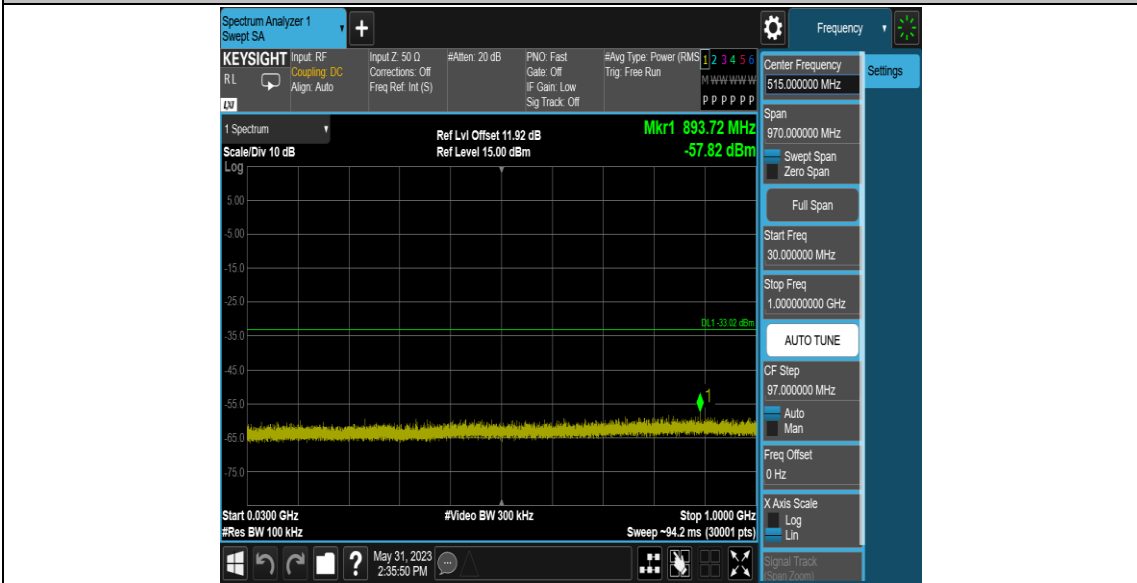 Spectrum Analyzer 1
Swept SA
+
Frequency
KEYSIGHT
R L
LXI
Input: RF
Coupling: DC
Align: Auto
Input Z: 50 Ω
Corrections: Off
Freq Ref: Int (S)
#Atten: 20 dB
PNO: Fast
Gate: Off
IF Gain: Low
Sig Track: Off
#Avg Type: Power (RMS
Trig: Free Run
1 2 3 4 5 6
M W W W W W
P P P P P P
Center Frequency
515.000000 MHz
Settings
Span
970.000000 MHz
Swept Span
Zero Span
Full Span
Start Freq
30.000000 MHz
Stop Freq
1.000000000 GHz
AUTO TUNE
CF Step
97.000000 MHz
Auto
Man
Freq Offset
0 Hz
X Axis Scale
Log
Lin
Signal Track
(Span Zoom)
1 Spectrum
Scale/Div 10 dB
Ref Lvl Offset 11.92 dB
Ref Level 15.00 dBm
Mkr1 893.72 MHz
-57.82 dBm
Log
5.00
-5.00
-15.0
-25.0
DL1 -33.02 dBm
-35.0
-45.0
1
-55.0
-65.0
-75.0
Start 0.0300 GHz
#Video BW 300 kHz
Stop 1.0000 GHz
#Res BW 100 kHz
Sweep ~94.2 ms (30001 pts)
?
May 31, 2023
2:35:50 PM